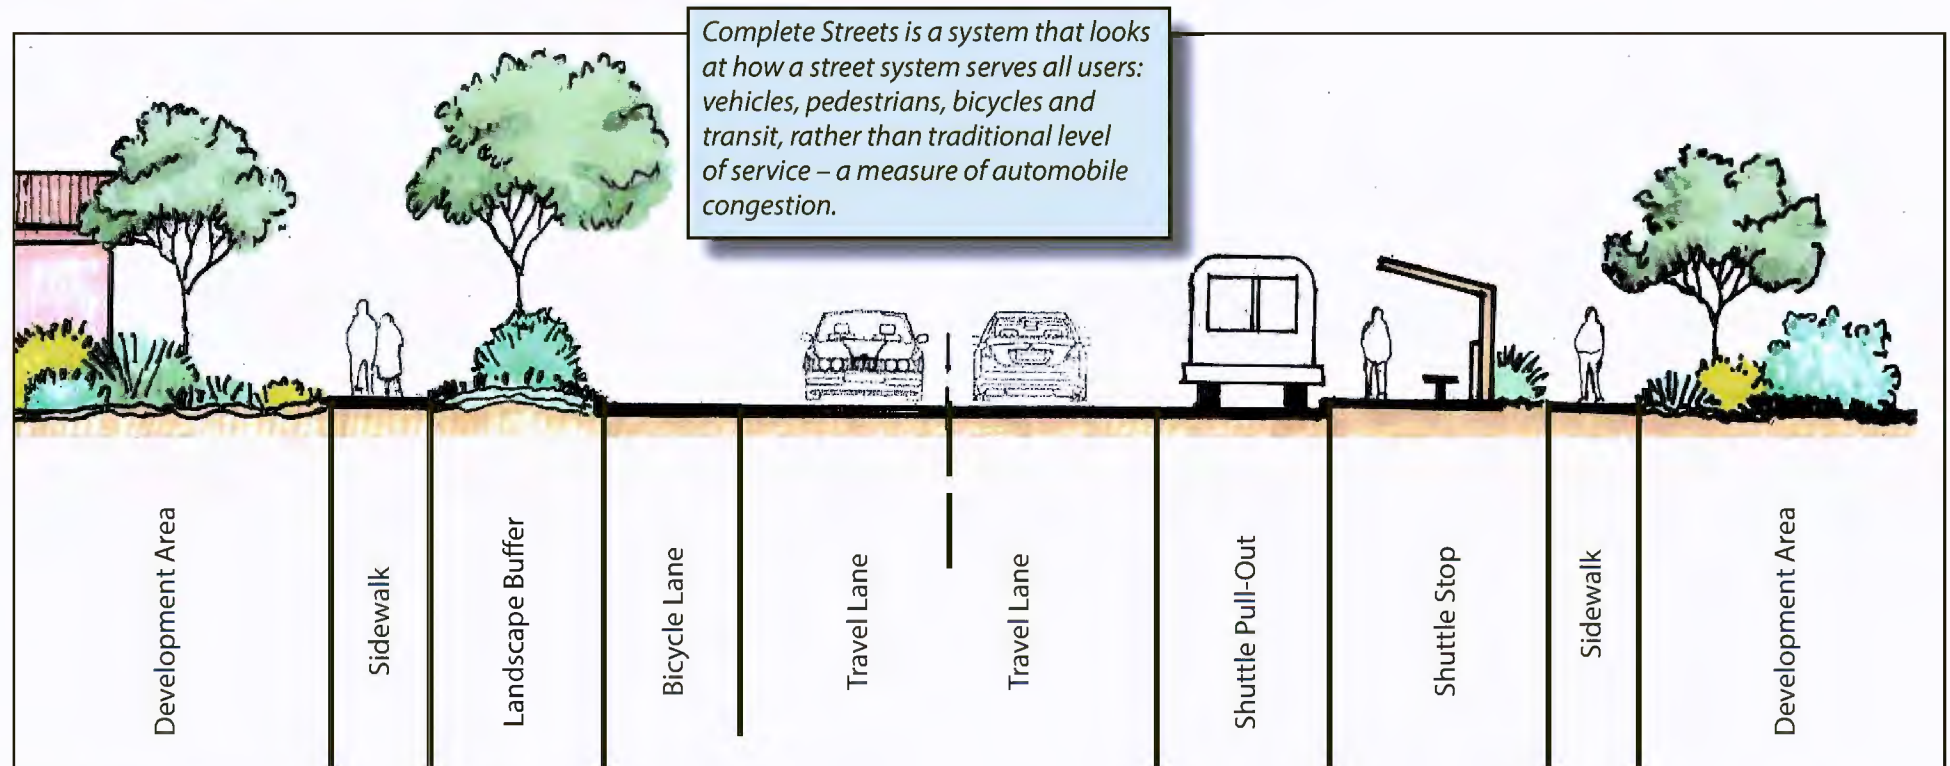 Complete Streets is a system that looks
at how a street system serves all users:
vehicles, pedestrians, bicycles and
transit, rather than traditional level
of service – a measure of automobile
congestion.
Development Area
Sidewalk
Landscape Buffer
Bicycle Lane
Travel Lane
Travel Lane
Shuttle Pull-Out
Shuttle Stop
Sidewalk
Development Area